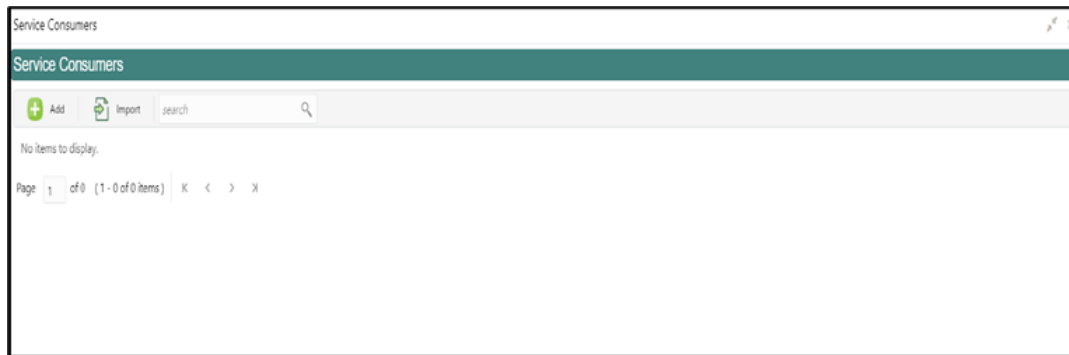 Service Consumers
Service Consumers
Add Import search
No items to display.
Page 1 of 0 (1 - 0 of 0 items) K < > Ж